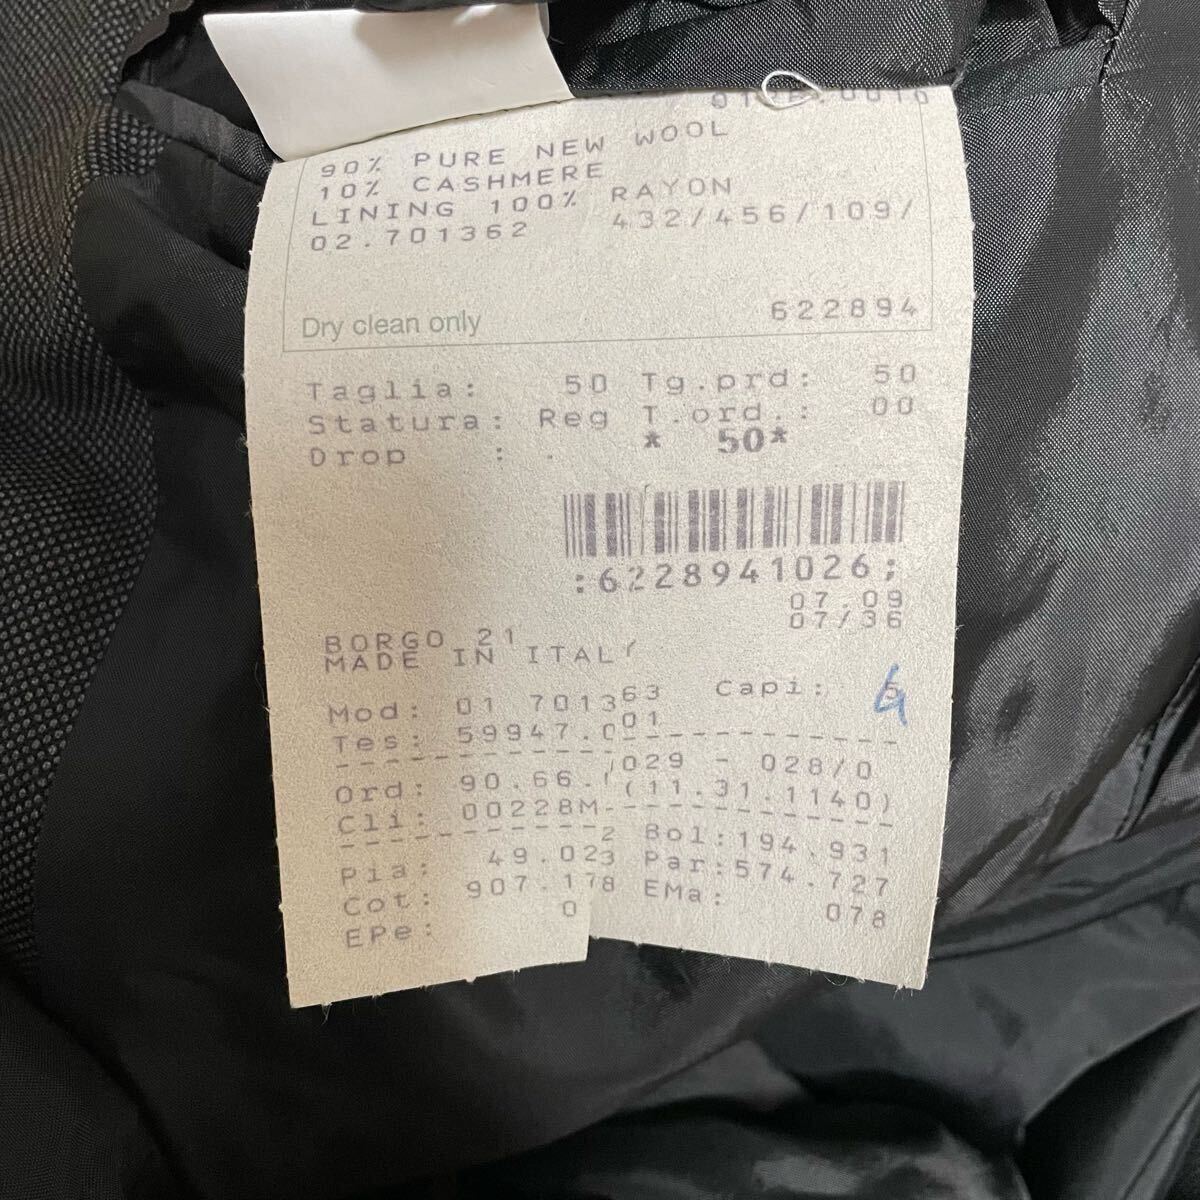 90% PURE NEW WOOL
10% CASHMERE
LINING 100% RAYON
02.701362 432/456/109/
Dry clean only 622894
Taglia: 50 Tg.prd: 50
Statura: Reg T.ord.: 00
Drop : . * 50*
:6228941026;
07.09
07/36
BORGO 21
MADE IN ITALY
Mod: 01 701363 Capi: 5
Tes: 59947.001
Ord: 90.66. 029 - 028/0
Cli: 00228M (11.31.1140)
Pia: 49.023 Bol:194.931
Cot: 907.178 Par:574.727
EPe: 0 EMa: 078